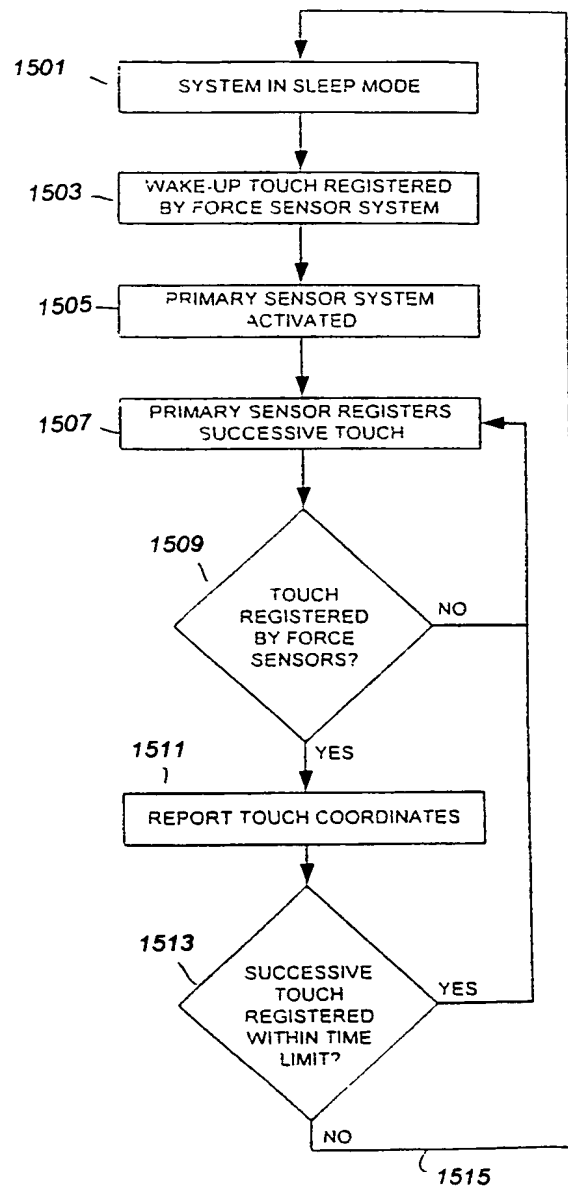 1501
SYSTEM IN SLEEP MODE
1503
WAKE-UP TOUCH REGISTERED
BY FORCE SENSOR SYSTEM
1505
PRIMARY SENSOR SYSTEM
ACTIVATED
1507
PRIMARY SENSOR REGISTERS
SUCCESSIVE TOUCH
1509
TOUCH
REGISTERED
BY FORCE
SENSORS?
NO
YES
1511
REPORT TOUCH COORDINATES
1513
SUCCESSIVE
TOUCH
REGISTERED
WITHIN TIME
LIMIT?
YES
NO
1515